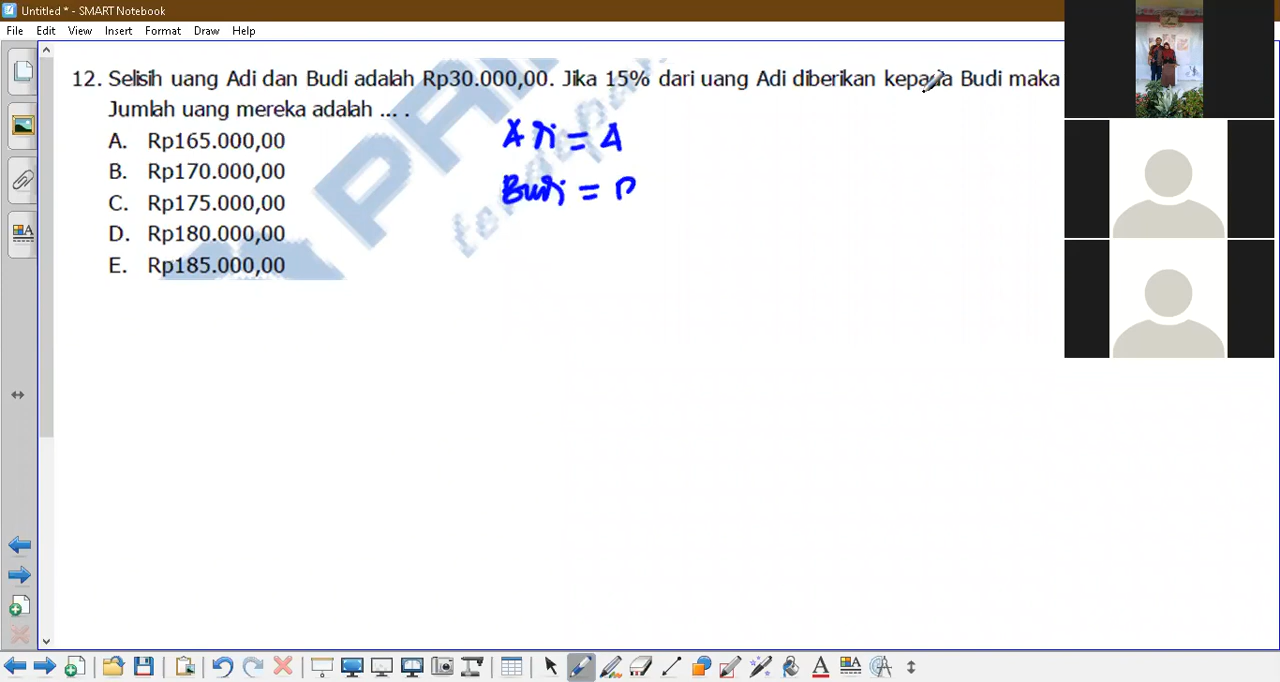 Untitled * - SMART Notebook
File Edit View Insert Format Draw Help
12. Selisih uang Adi dan Budi adalah Rp30.000,00. Jika 15% dari uang Adi diberikan kepada Budi maka
Jumlah uang mereka adalah ... .
A. Rp165.000,00
B. Rp170.000,00
C. Rp175.000,00
D. Rp180.000,00
E. Rp185.000,00
Adi = A
Budi =